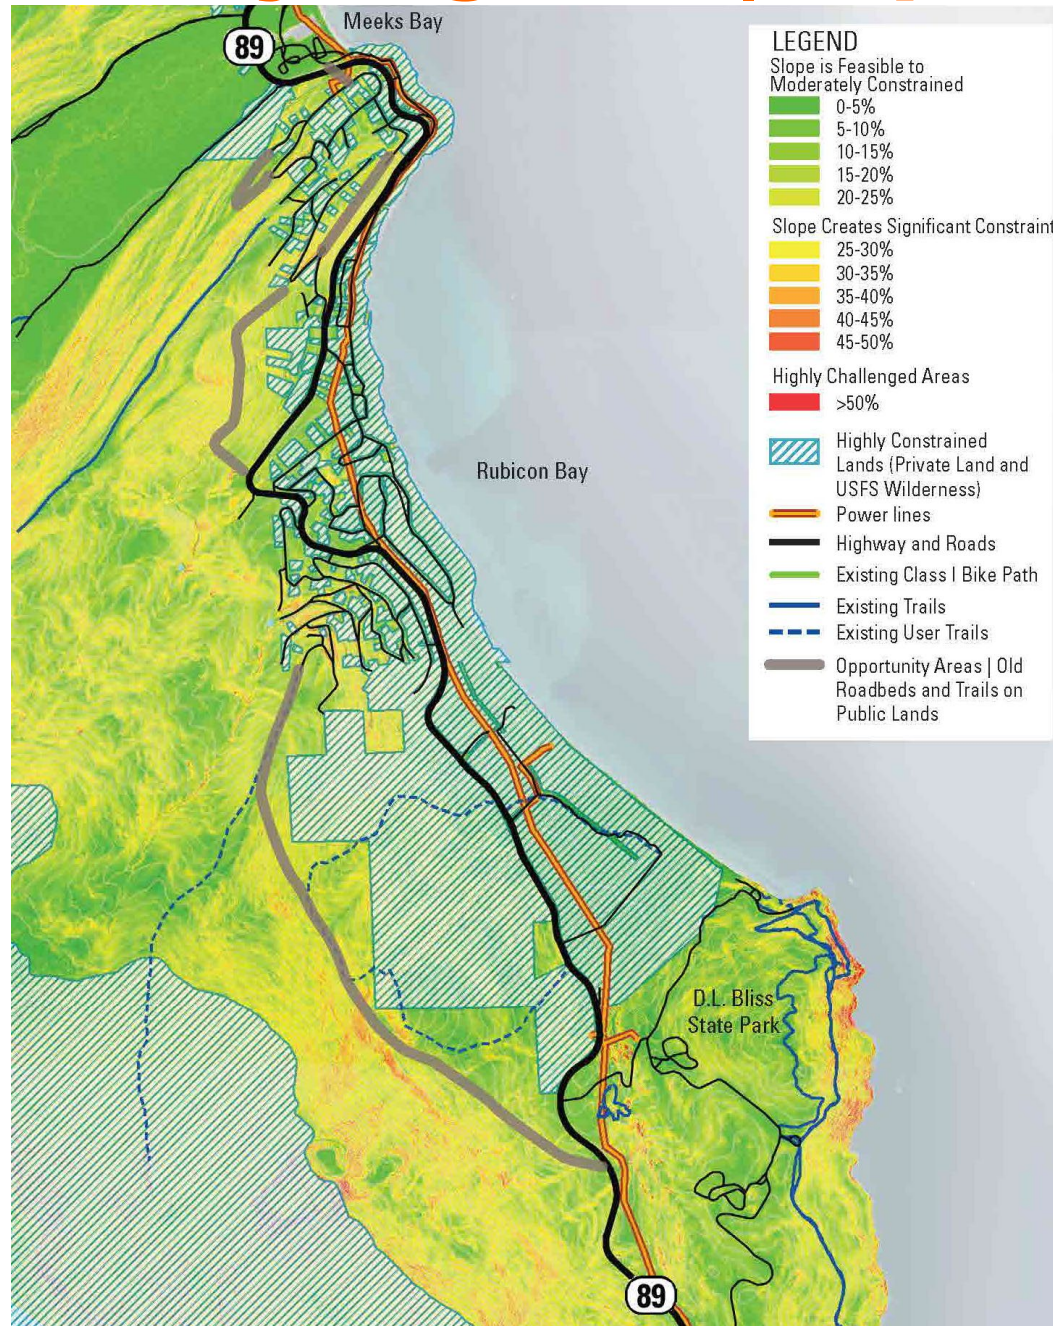 Meeks Bay
89
LEGEND
Slope is Feasible to
Moderately Constrained
0-5%
5-10%
10-15%
15-20%
20-25%
Slope Creates Significant Constraint
25-30%
30-35%
35-40%
40-45%
45-50%
Highly Challenged Areas
>50%
Highly Constrained
Lands (Private Land and
USFS Wilderness)
Power lines
Highway and Roads
Existing Class I Bike Path
Existing Trails
Existing User Trails
Opportunity Areas | Old
Roadbeds and Trails on
Public Lands
Rubicon Bay
D.L. Bliss
State Park
89